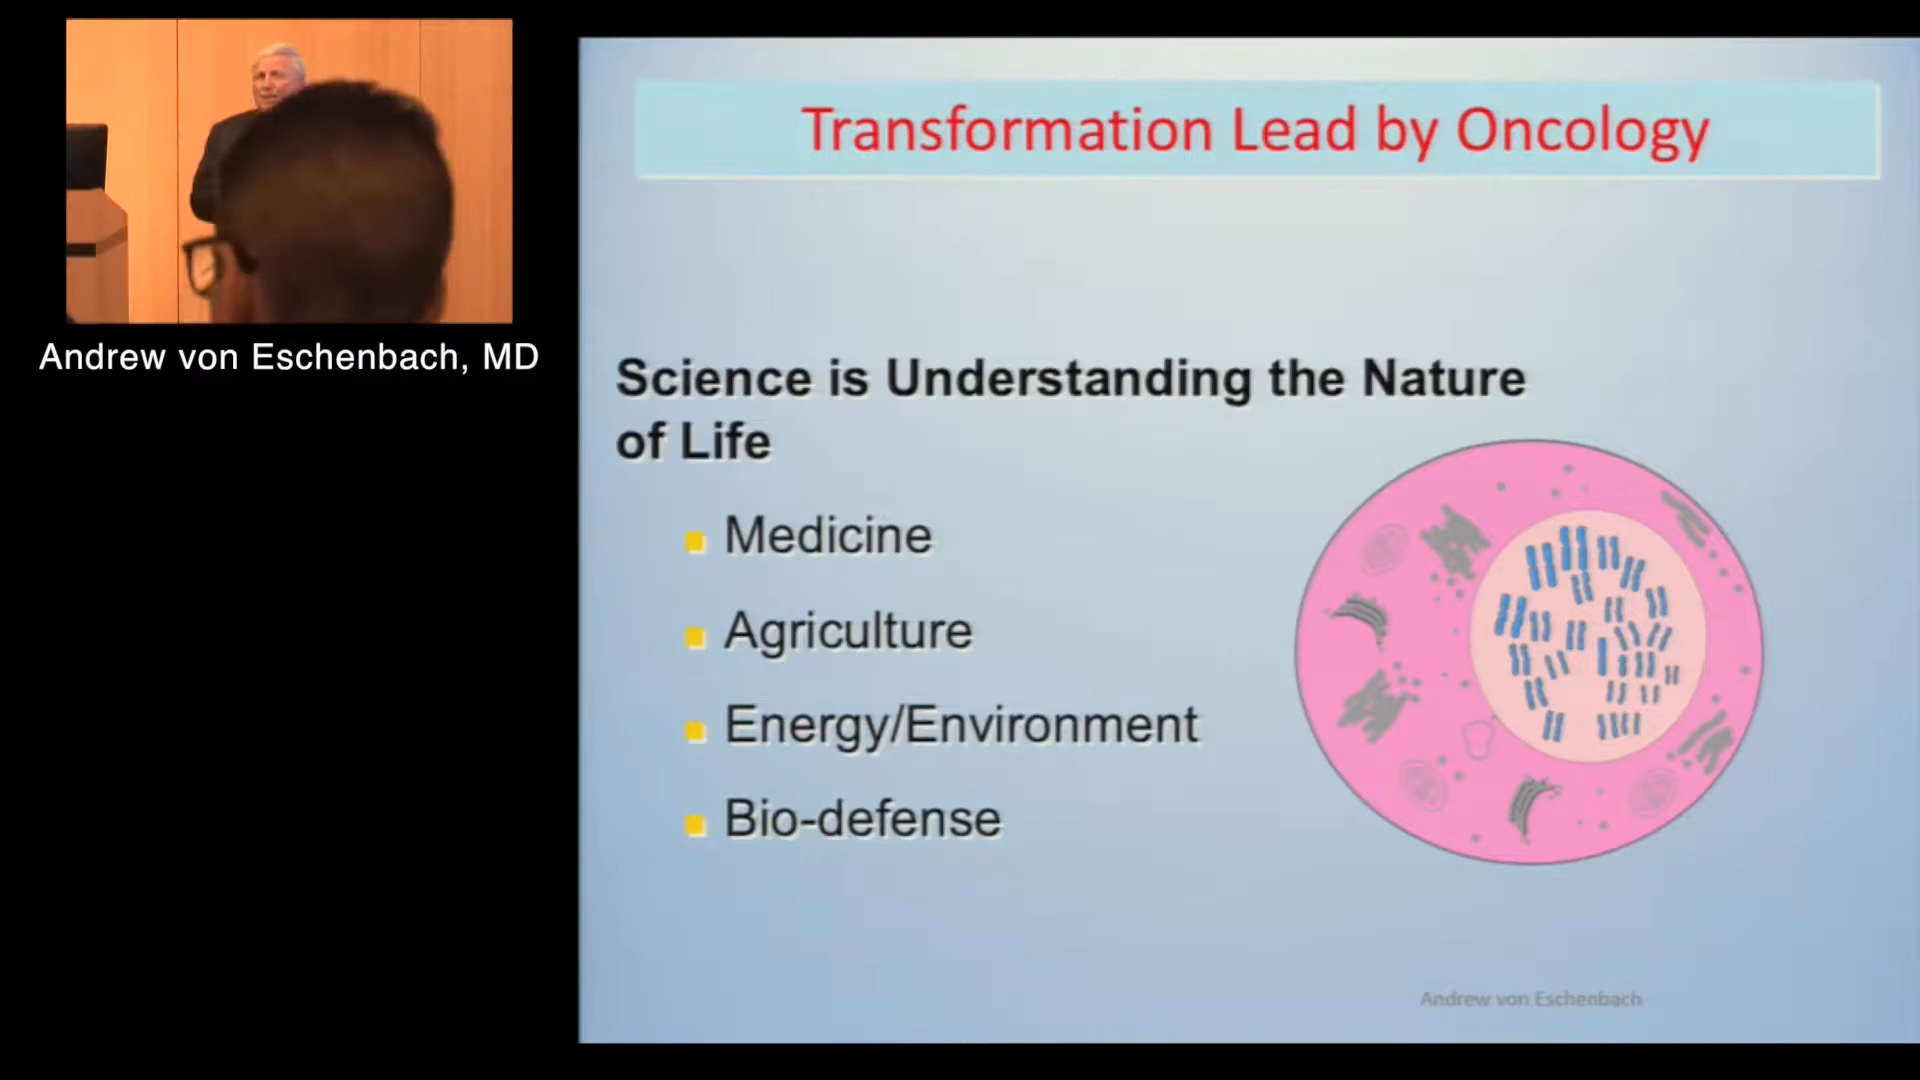 Transformation Lead by Oncology
Andrew von Eschenbach, MD
Science is Understanding the Nature
of Life
Medicine
Agriculture
Energy/Environment
Bio-defense
Andrew von Eschenbach